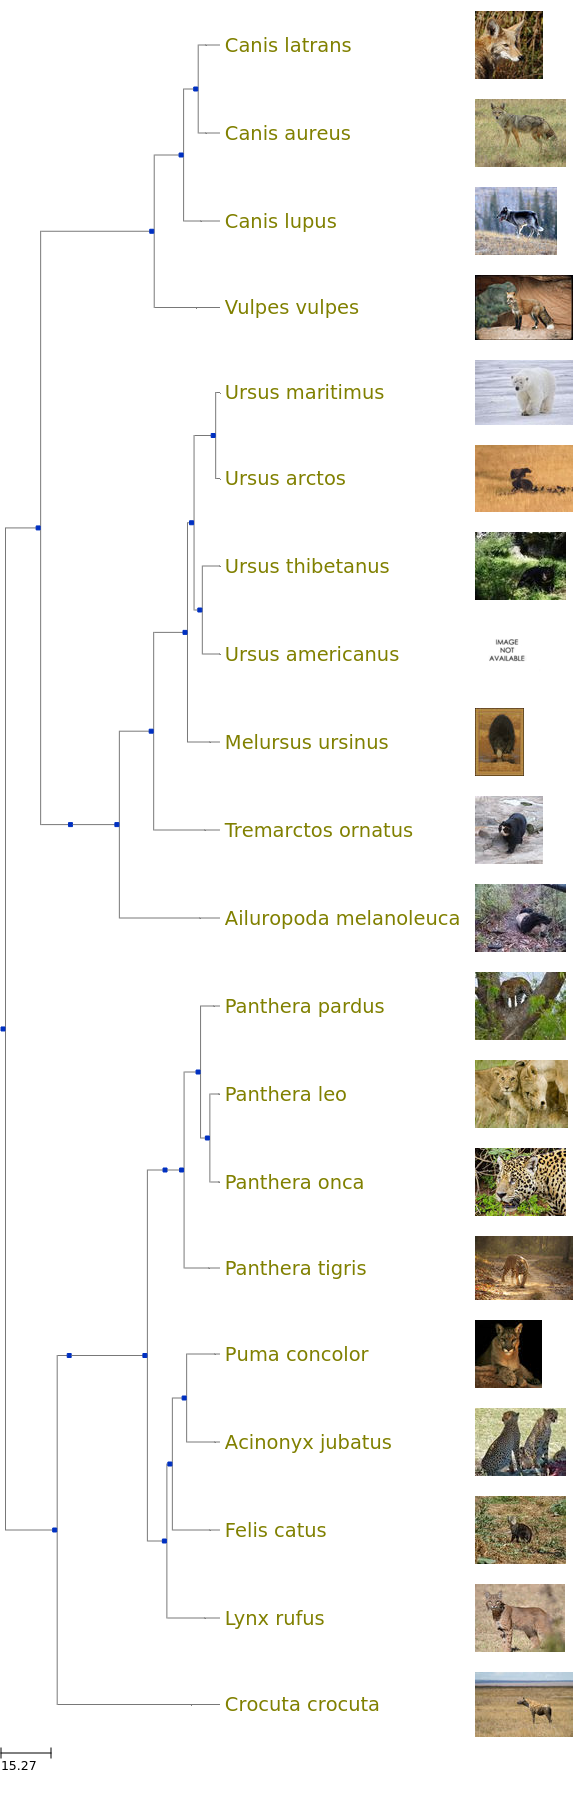 Canis latrans
Canis aureus
Canis lupus
Vulpes vulpes
Ursus maritimus
Ursus arctos
Ursus thibetanus
Ursus americanus
IMAGE
NOT
AVAILABLE
Melursus ursinus
Tremarctos ornatus
Ailuropoda melanoleuca
Panthera pardus
Panthera leo
Panthera onca
Panthera tigris
Puma concolor
Acinonyx jubatus
Felis catus
Lynx rufus
Crocuta crocuta
15.27